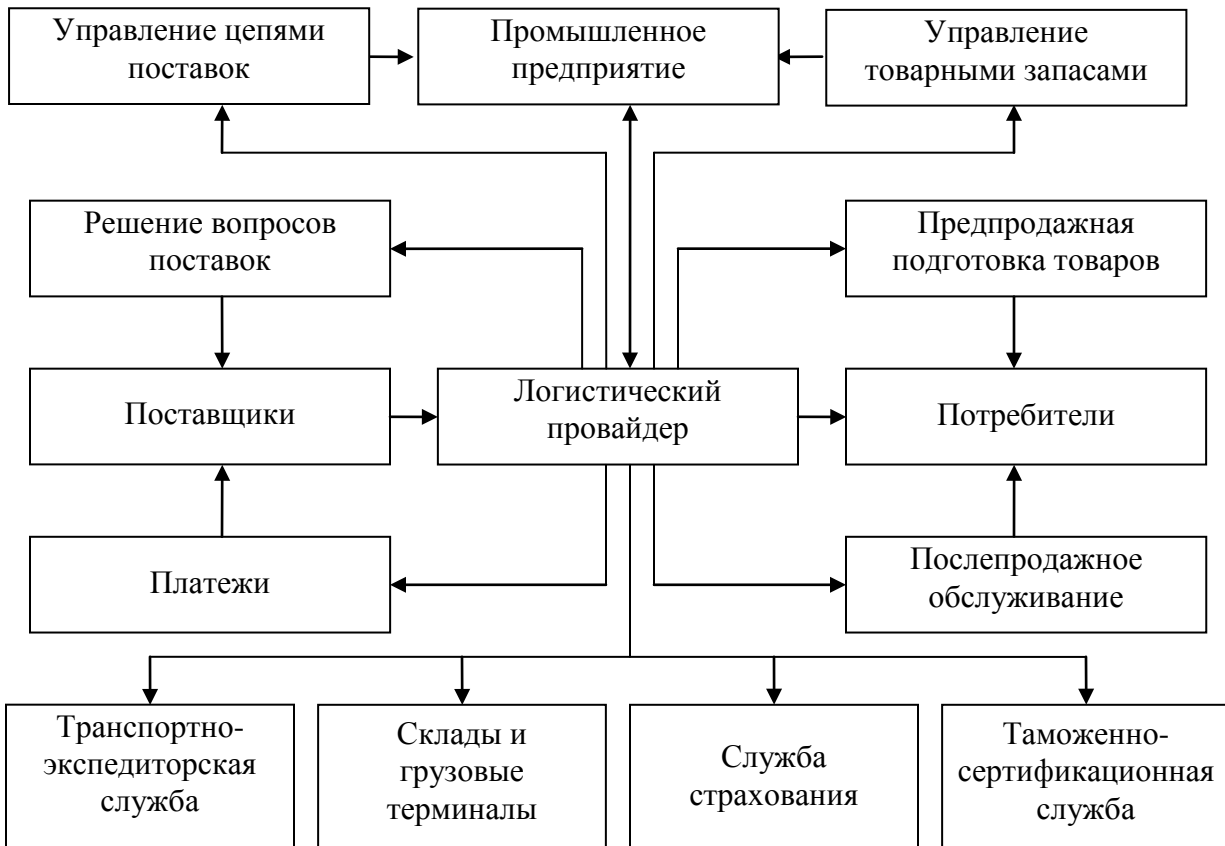 Управление цепями
поставок
Промышленное
предприятие
Управление
товарными запасами
Решение вопросов
поставок
Предпродажная
подготовка товаров
Поставщики
Логистический
провайдер
Потребители
Платежи
Послепродажное
обслуживание
Транспортно-
экспедиторская
служба
Склады и
грузовые
терминалы
Служба
страхования
Таможенно-
сертификационная
служба